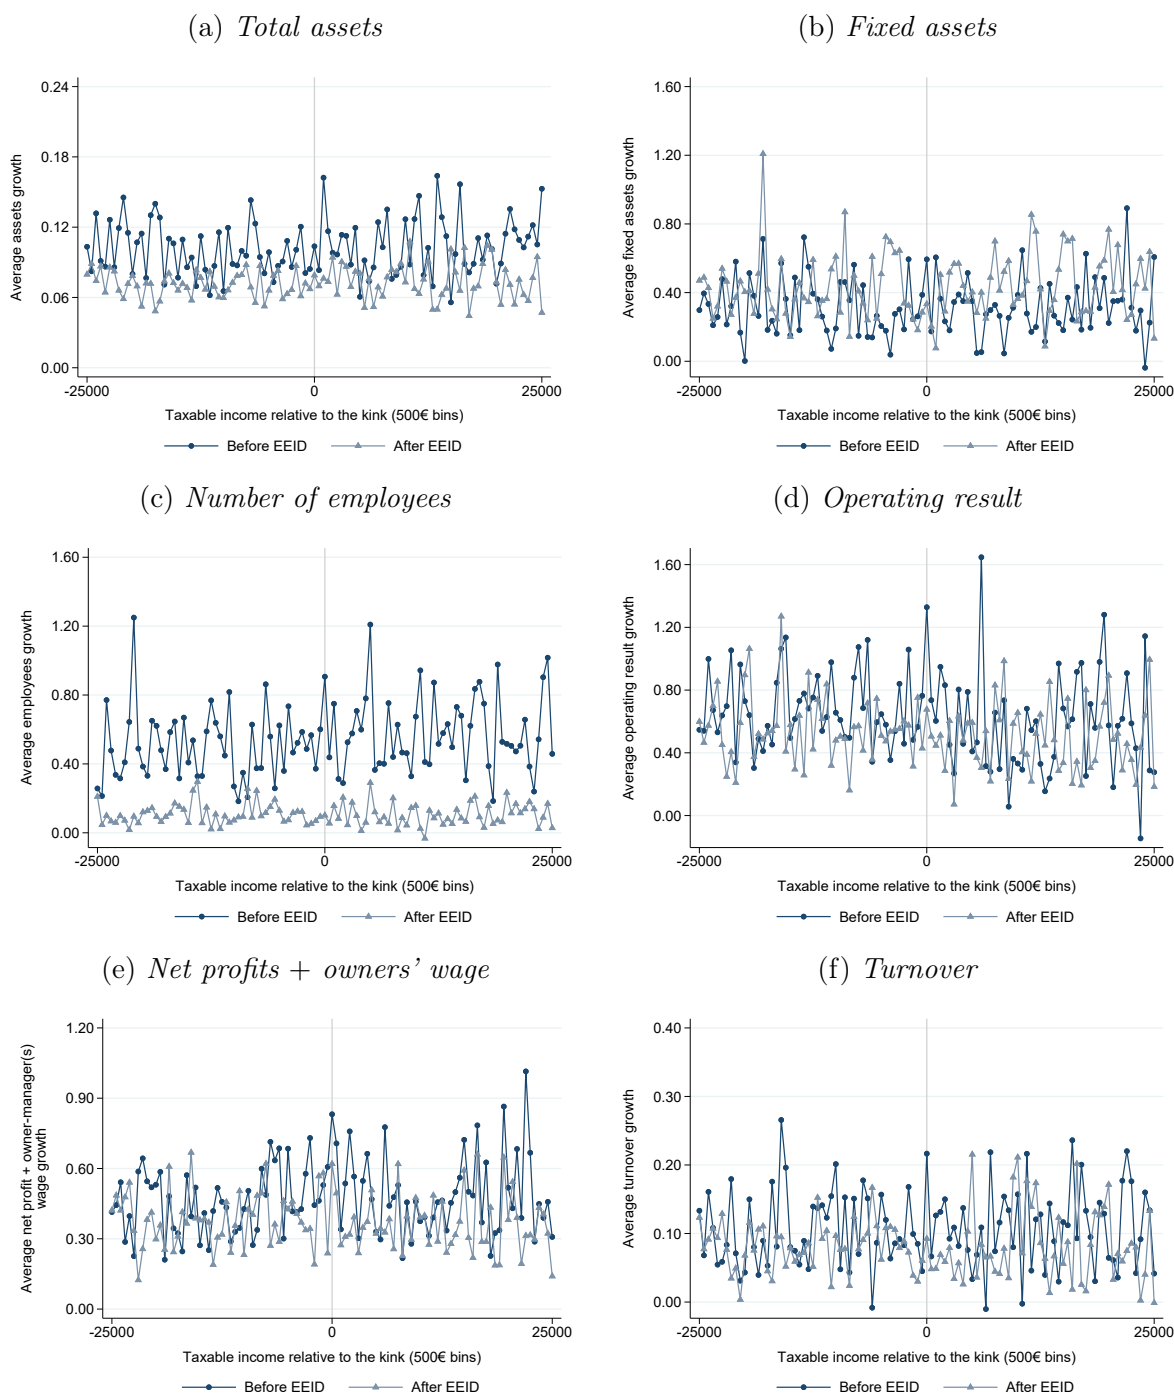 (a) Total assets
0.24
0.18
0.12
0.06
0.00
Average assets growth
-25000 0 25000
Taxable income relative to the kink (500€ bins)
Before EEID After EEID
(b) Fixed assets
1.60
1.20
0.80
0.40
0.00
Average fixed assets growth
-25000 0 25000
Taxable income relative to the kink (500€ bins)
Before EEID After EEID
(c) Number of employees
1.60
1.20
0.80
0.40
0.00
Average employees growth
-25000 0 25000
Taxable income relative to the kink (500€ bins)
Before EEID After EEID
(d) Operating result
1.60
1.20
0.80
0.40
0.00
Average operating result growth
-25000 0 25000
Taxable income relative to the kink (500€ bins)
Before EEID After EEID
(e) Net profits + owners' wage
1.20
0.90
0.60
0.30
0.00
Average net profit + owner-manager(s)
wage growth
-25000 0 25000
Taxable income relative to the kink (500€ bins)
Before EEID After EEID
(f) Turnover
0.40
0.30
0.20
0.10
0.00
Average turnover growth
-25000 0 25000
Taxable income relative to the kink (500€ bins)
Before EEID After EEID